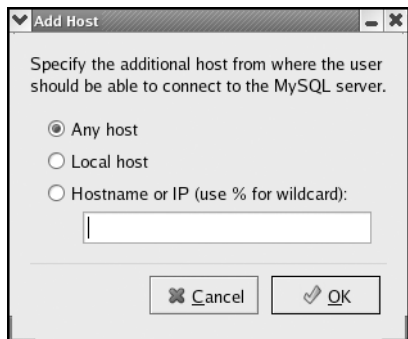 Add Host
Specify the additional host from where the user
should be able to connect to the MySQL server.
Any host
Local host
Hostname or IP (use % for wildcard):
Cancel
OK